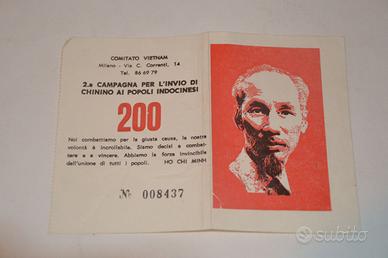 COMITATO VIETNAM
Milano - Via C. Correnti, 14
Tel. 86 69 79
2.a CAMPAGNA PER L'INVIO DI
CHININO AI POPOLI INDOCINESI
200
Noi combattiamo per la giusta causa, la nostra
volontà è incrollabile. Siamo decisi a combat-
tere e a vincere. Abbiamo la forza invincibile
dell'unione di tutti i popoli. HO CHI MINH
№ 008437
subito